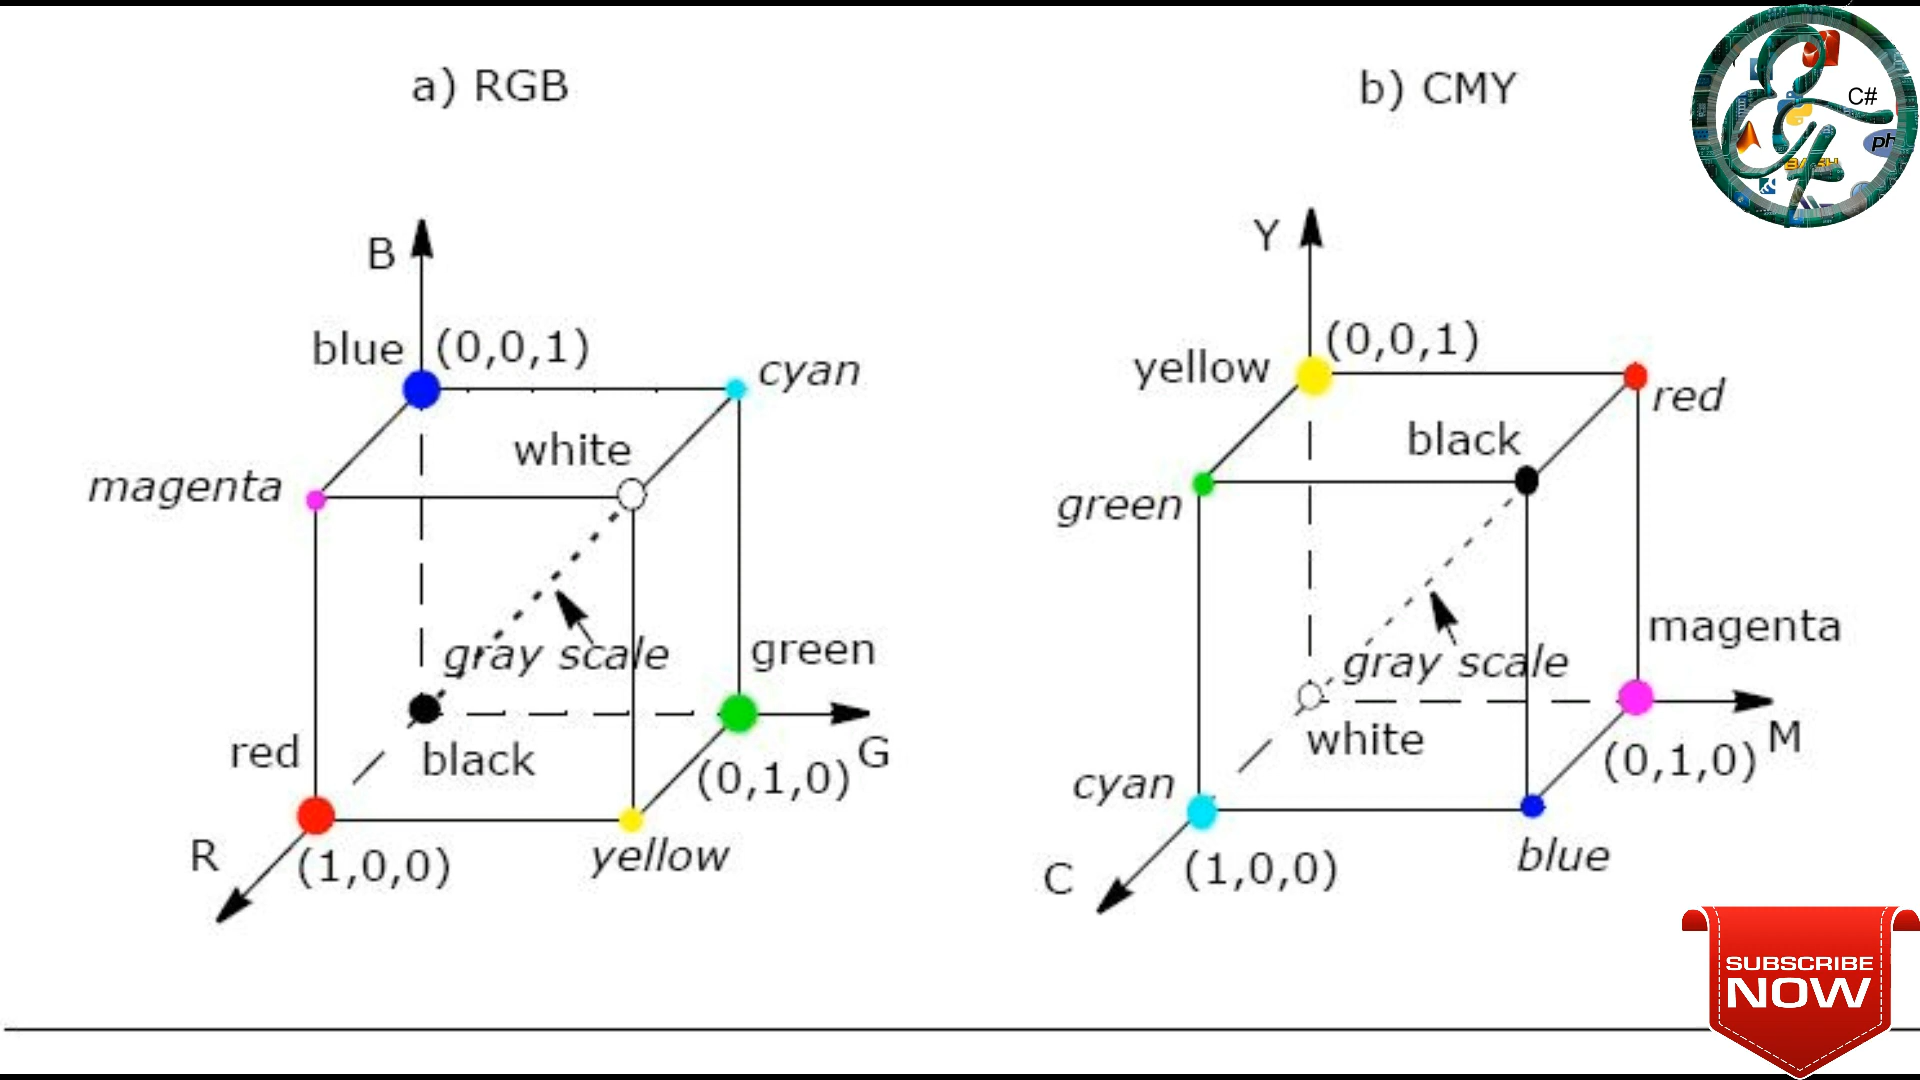 a) RGB
B
blue
(0,0,1)
cyan
white
magenta
gray scale
green
red
black
(0,1,0)
G
R
(1,0,0)
yellow
b) CMY
Y
yellow
(0,0,1)
red
black
green
gray scale
magenta
white
cyan
(0,1,0)
M
C
(1,0,0)
blue
C#
SUBSCRIBE
NOW